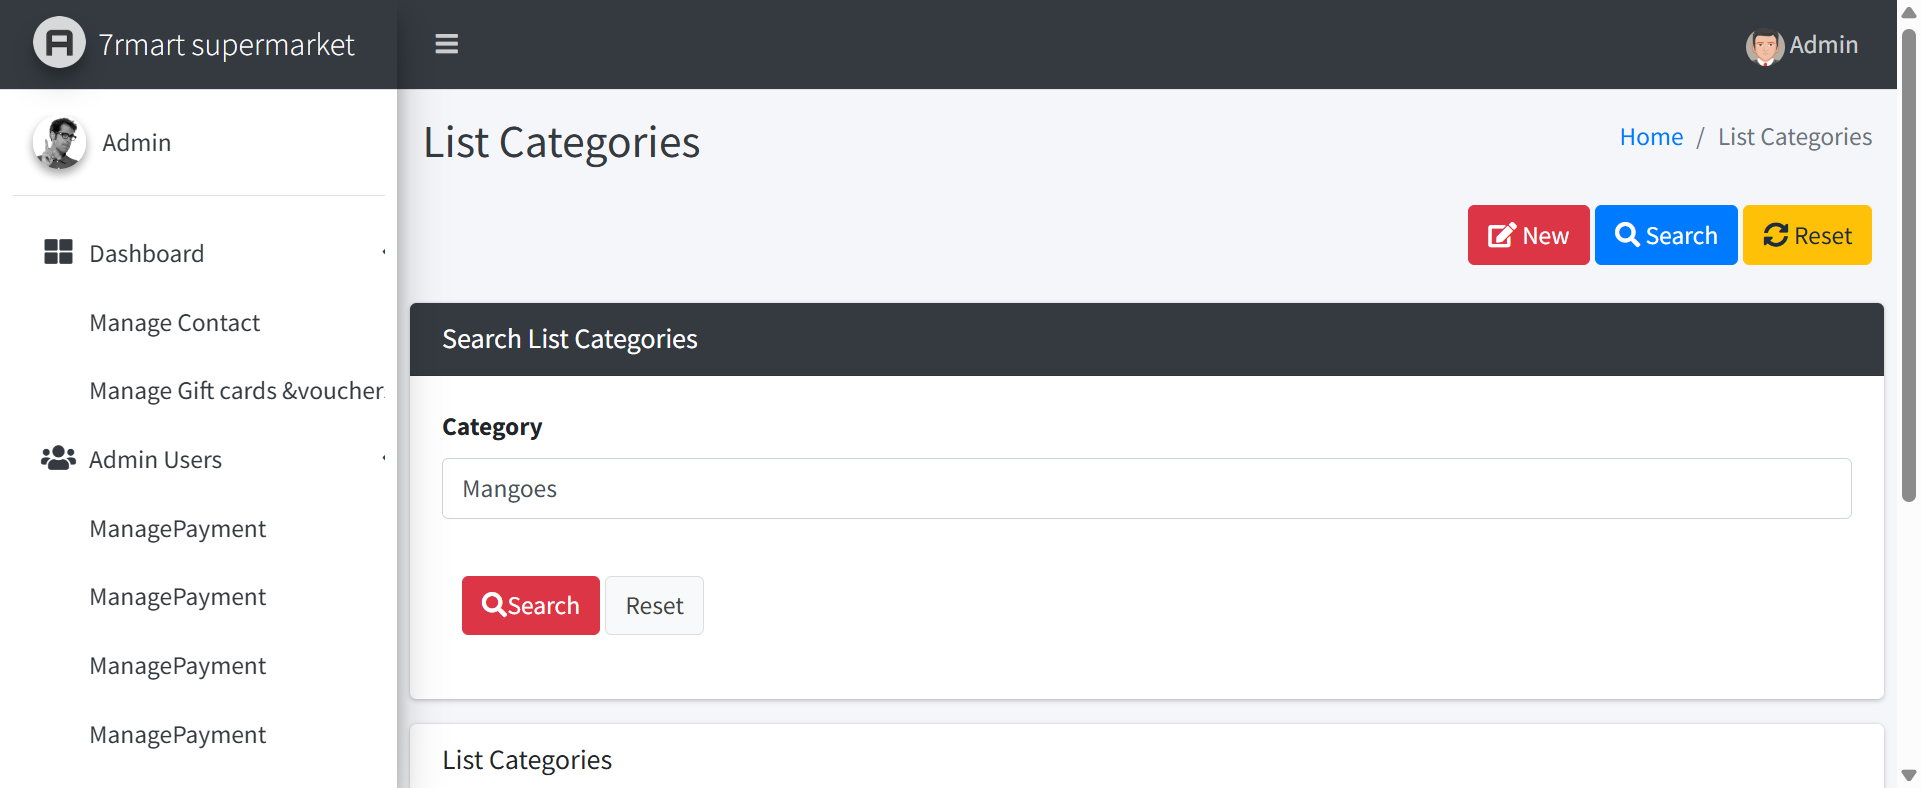 7rmart supermarket
Admin
Admin
List Categories
Home / List Categories
New
Search
Reset
Dashboard
Manage Contact
Manage Gift cards &voucher
Admin Users
ManagePayment
ManagePayment
ManagePayment
ManagePayment
Search List Categories
Category
Mangoes
Search
Reset
List Categories